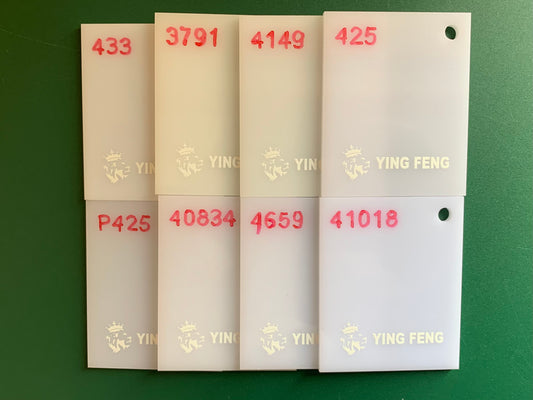 433
3791
4149
425
YING
YING
YING
YING FENG
P425
40834
4659
41018
YING
YING
YING
YING FENG